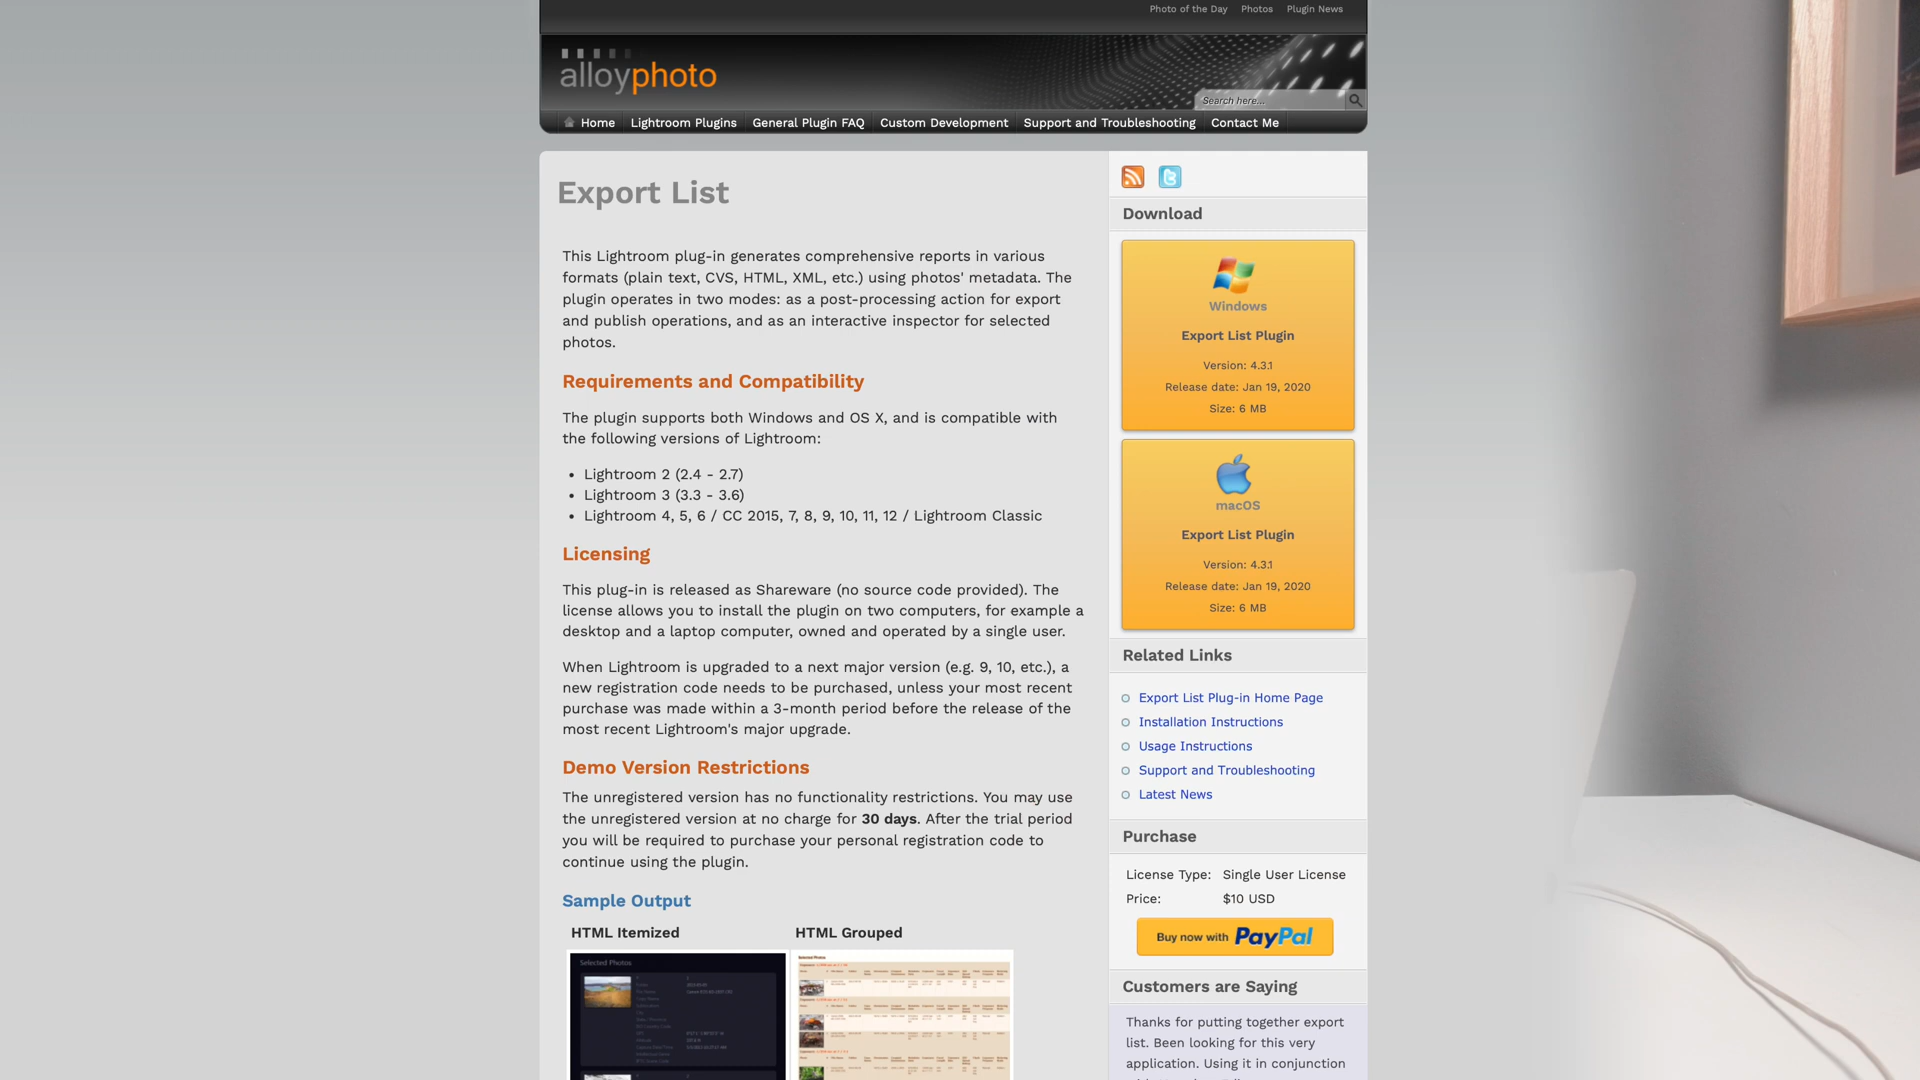 Photo of the Day Photos Plugin News
alloyphoto
Search here...
Home Lightroom Plugins General Plugin FAQ Custom Development Support and Troubleshooting Contact Me
Export List
This Lightroom plug-in generates comprehensive reports in various
formats (plain text, CVS, HTML, XML, etc.) using photos' metadata. The
plugin operates in two modes: as a post-processing action for export
and publish operations, and as an interactive inspector for selected
photos.
Requirements and Compatibility
The plugin supports both Windows and OS X, and is compatible with
the following versions of Lightroom:
• Lightroom 2 (2.4 - 2.7)
• Lightroom 3 (3.3 - 3.6)
• Lightroom 4, 5, 6 / CC 2015, 7, 8, 9, 10, 11, 12 / Lightroom Classic
Licensing
This plug-in is released as Shareware (no source code provided). The
license allows you to install the plugin on two computers, for example a
desktop and a laptop computer, owned and operated by a single user.
When Lightroom is upgraded to a next major version (e.g. 9, 10, etc.), a
new registration code needs to be purchased, unless your most recent
purchase was made within a 3-month period before the release of the
most recent Lightroom's major upgrade.
Demo Version Restrictions
The unregistered version has no functionality restrictions. You may use
the unregistered version at no charge for 30 days. After the trial period
you will be required to purchase your personal registration code to
continue using the plugin.
Sample Output
HTML Itemized HTML Grouped
Selected Photos
Selected Photos
Download
Windows
Export List Plugin
Version: 4.3.1
Release date: Jan 19, 2020
Size: 6 MB
macOS
Export List Plugin
Version: 4.3.1
Release date: Jan 19, 2020
Size: 6 MB
Related Links
Export List Plug-in Home Page
Installation Instructions
Usage Instructions
Support and Troubleshooting
Latest News
Purchase
License Type: Single User License
Price: $10 USD
Buy now with PayPal
Customers are Saying
Thanks for putting together export
list. Been looking for this very
application. Using it in conjunction